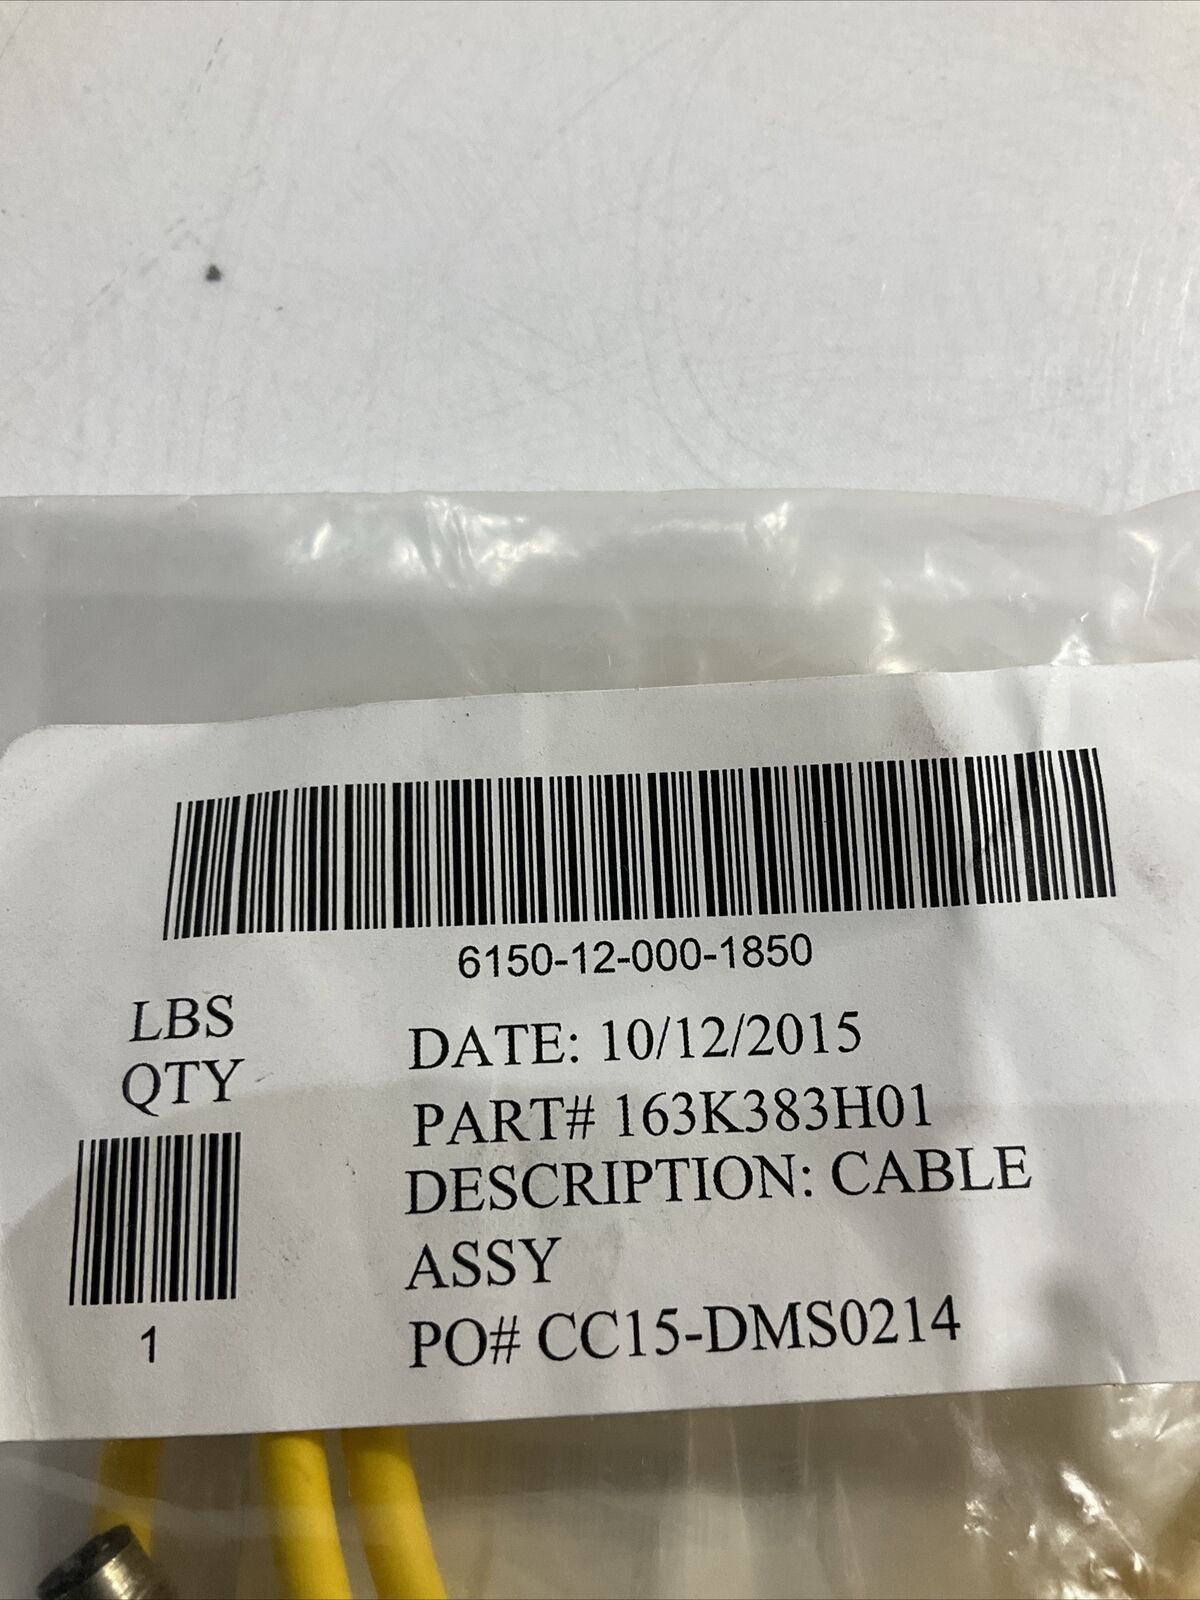 6150-12-000-1850
LBS
QTY
1
DATE: 10/12/2015
PART# 163K383H01
DESCRIPTION: CABLE
ASSY
PO# CC15-DMS0214